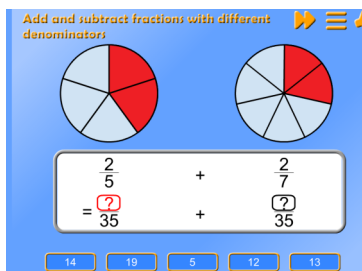 Add and subtract fractions with different
denominators
2/5 + 2/7
= ?/35 + ?/35
14 19 5 12 13